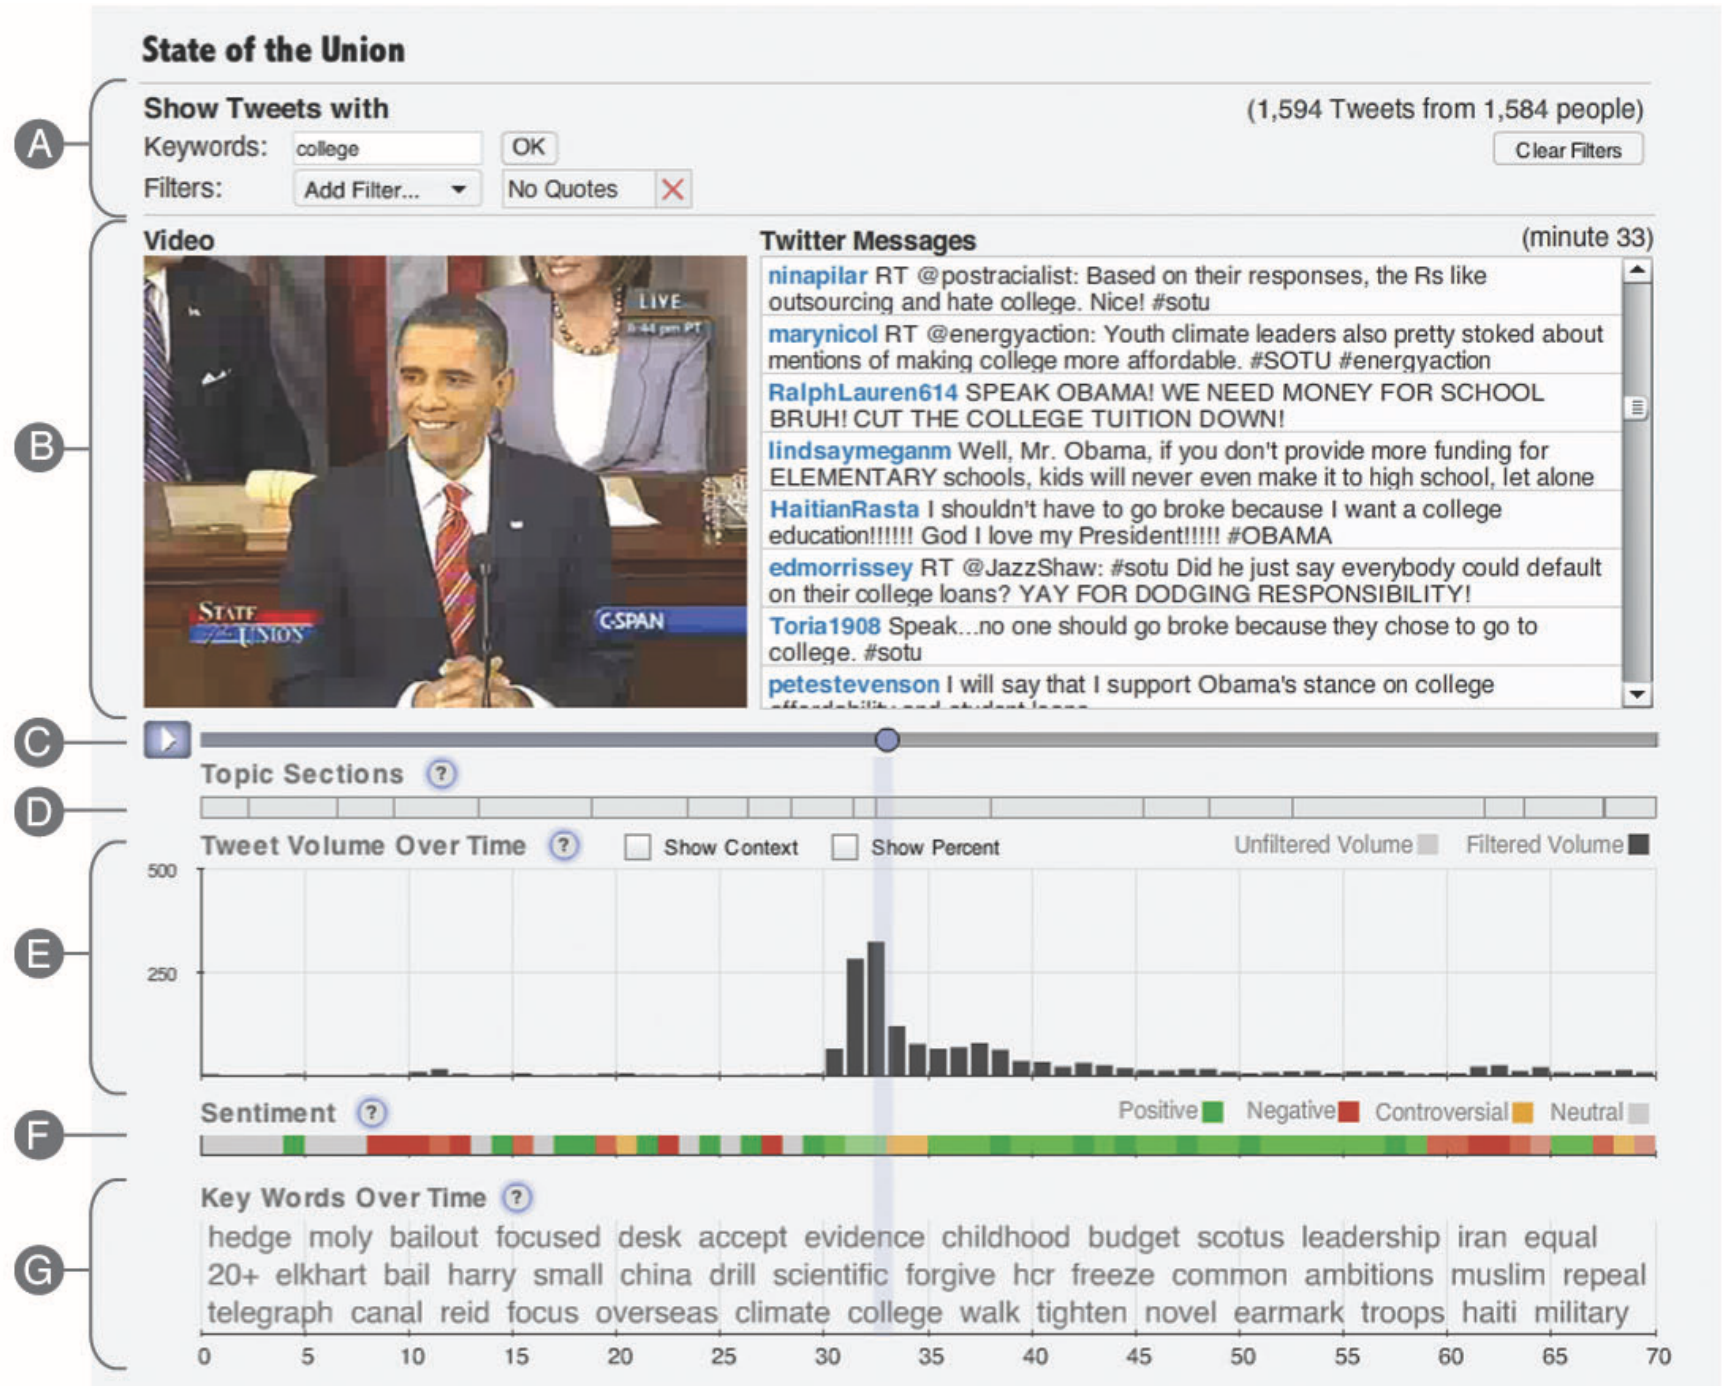 State of the Union
A
Show Tweets with
(1,594 Tweets from 1,584 people)
Keywords:
college
OK
Clear Filters
Filters:
Add Filter...
No Quotes
B
Video
LIVE
6:44 pm PT
STATE
of the UNION
C-SPAN
Twitter Messages
(minute 33)
ninapilar RT @postracialist: Based on their responses, the Rs like
outsourcing and hate college. Nice! #sotu
marynicol RT @energyaction: Youth climate leaders also pretty stoked about
mentions of making college more affordable. #SOTU #energyaction
RalphLauren614 SPEAK OBAMA! WE NEED MONEY FOR SCHOOL
BRUH! CUT THE COLLEGE TUITION DOWN!
lindsaymeganm Well, Mr. Obama, if you don't provide more funding for
ELEMENTARY schools, kids will never even make it to high school, let alone
HaitianRasta I shouldn't have to go broke because I want a college
education!!!!!! God I love my President!!!!! #OBAMA
edmorrissey RT @JazzShaw: #sotu Did he just say everybody could default
on their college loans? YAY FOR DODGING RESPONSIBILITY!
Toria1908 Speak...no one should go broke because they chose to go to
college. #sotu
petestevenson I will say that I support Obama's stance on college
affordability and student loans
C
Topic Sections ?
D
Tweet Volume Over Time ?
Show Context
Show Percent
Unfiltered Volume
Filtered Volume
E
500
250
Sentiment ?
Positive
Negative
Controversial
Neutral
F
G
Key Words Over Time ?
hedge moly bailout focused desk accept evidence childhood budget scotus leadership iran equal
20+ elkhart bail harry small china drill scientific forgive hcr freeze common ambitions muslim repeal
telegraph canal reid focus overseas climate college walk tighten novel earmark troops haiti military
0 5 10 15 20 25 30 35 40 45 50 55 60 65 70